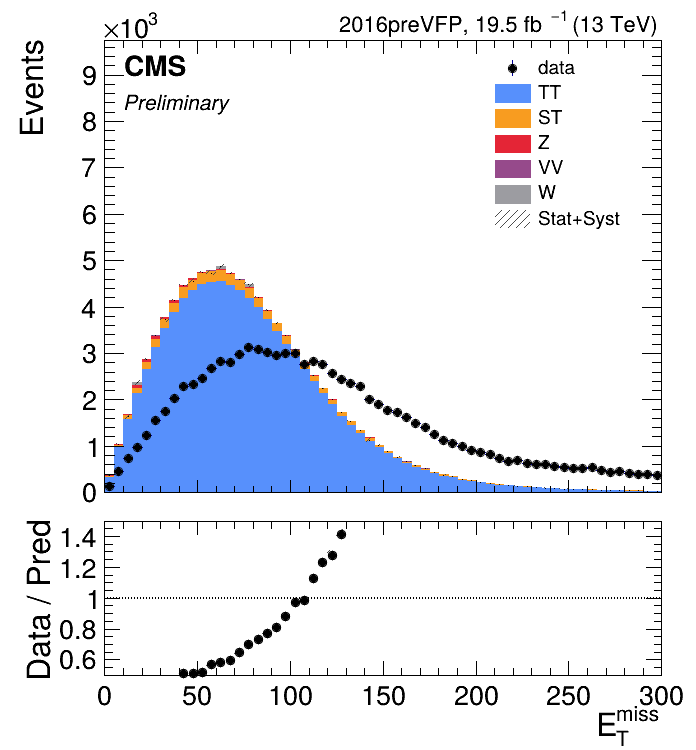 ×10³
2016preVFP, 19.5 fb⁻¹ (13 TeV)
Events
CMS
Preliminary
data
TT
ST
Z
VV
W
Stat+Syst
9
8
7
6
5
4
3
2
1
0
Data / Pred
1.4
1.2
1
0.8
0.6
0 50 100 150 200 250 300
E_T^miss